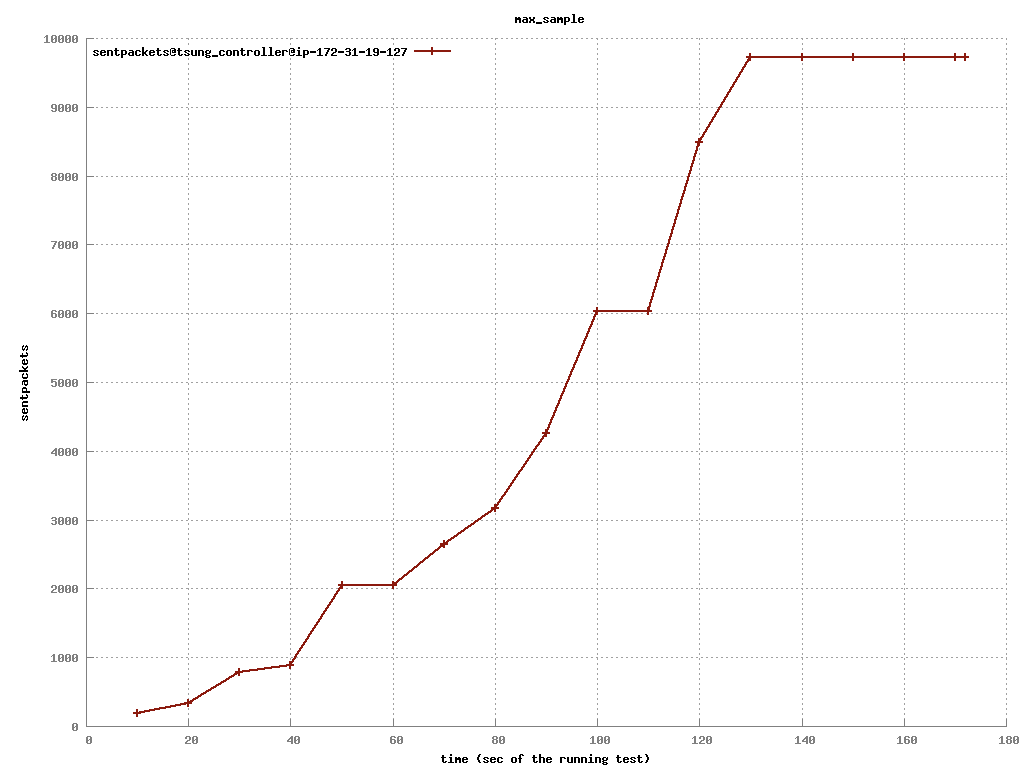 max_sample
10000
sentpackets@tsung_controller@ip-172-31-19-127
9000
8000
7000
6000
5000
4000
3000
2000
1000
0
sentpackets
0 20 40 60 80 100 120 140 160 180
time (sec of the running test)